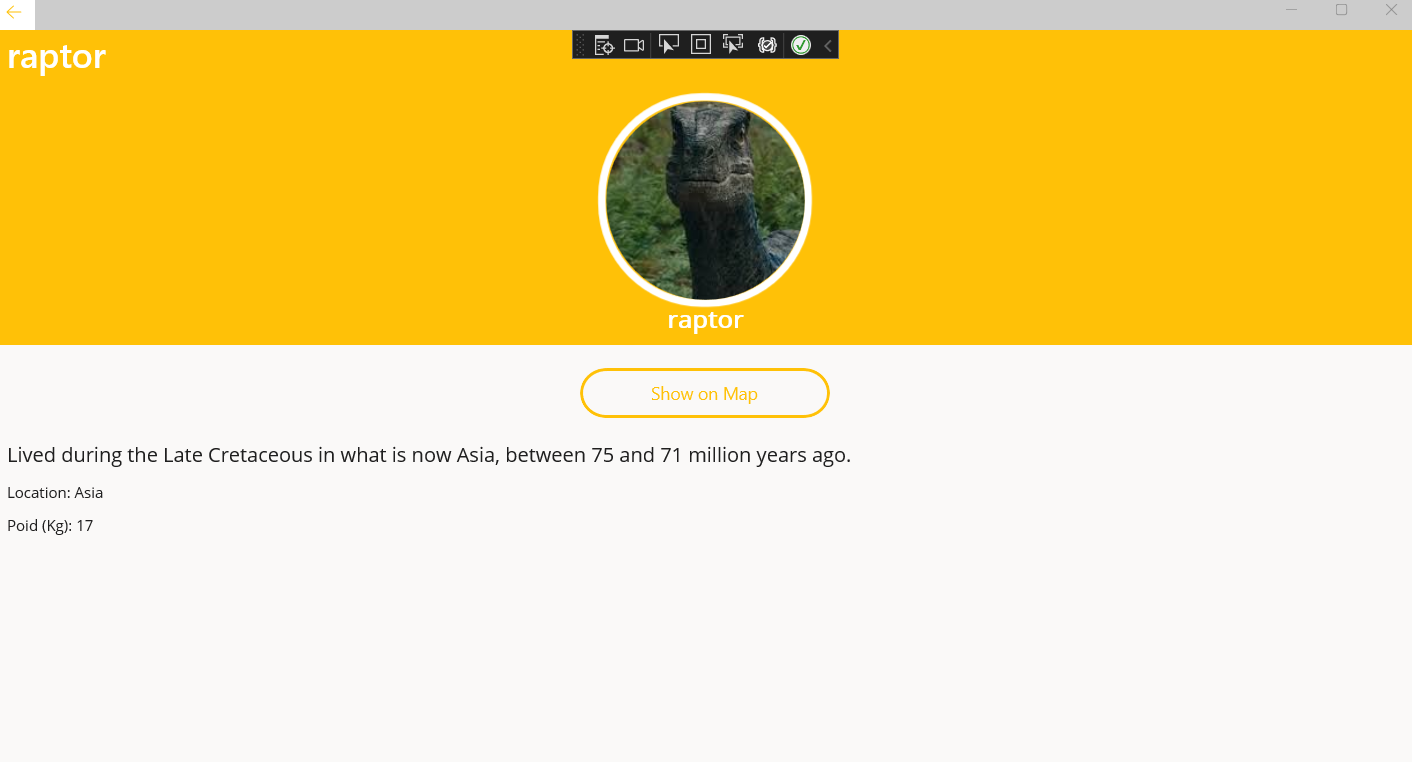 raptor
raptor
Show on Map
Lived during the Late Cretaceous in what is now Asia, between 75 and 71 million years ago.
Location: Asia
Poid (Kg): 17